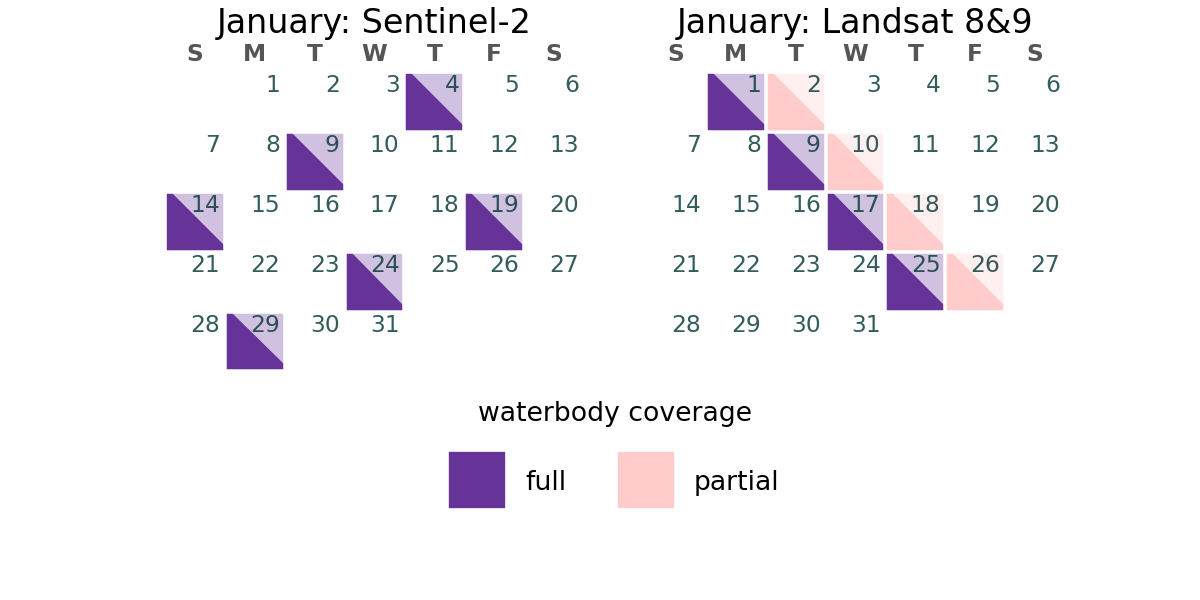 January: Sentinel-2
S M T W T F S
1 2 3 4 5 6
7 8 9 10 11 12 13
14 15 16 17 18 19 20
21 22 23 24 25 26 27
28 29 30 31
January: Landsat 8&9
S M T W T F S
1 2 3 4 5 6
7 8 9 10 11 12 13
14 15 16 17 18 19 20
21 22 23 24 25 26 27
28 29 30 31
waterbody coverage
full partial